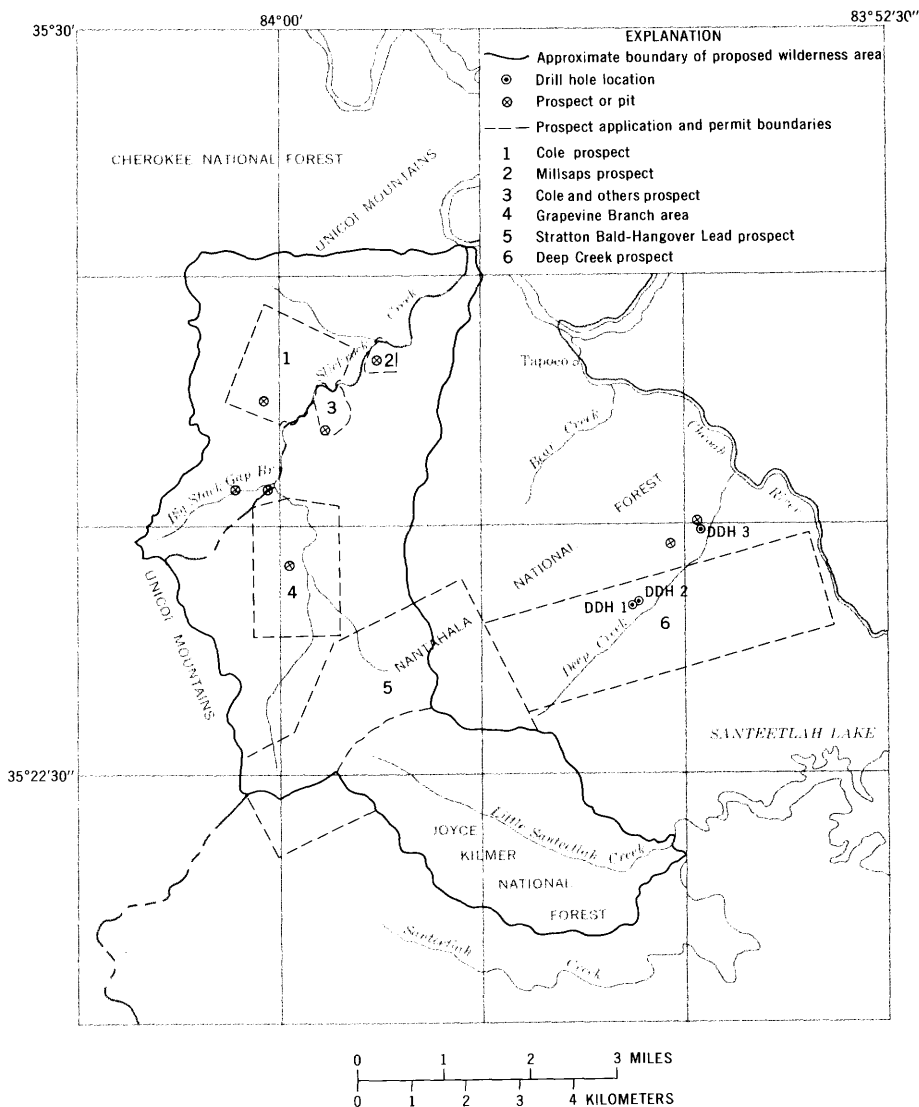 35°30'
84°00'
83°52'30"
EXPLANATION
Approximate boundary of proposed wilderness area
Drill hole location
Prospect or pit
Prospect application and permit boundaries
1 Cole prospect
2 Millsaps prospect
3 Cole and others prospect
4 Grapevine Branch area
5 Stratton Bald-Hangover Lead prospect
6 Deep Creek prospect
CHEROKEE NATIONAL FOREST
UNICOI MOUNTAINS
Creek
1
2
3
Tapoco
Bear Creek
Cheoah
River
Big Stack Gap Br
FOREST
DDH 3
NATIONAL
4
DDH 2
DDH 1
6
UNICOI MOUNTAINS
NANTAHALA
Deep Creek
5
SANTEETLAH LAKE
35°22'30"
Little Santeetlah Creek
JOYCE
KILMER
NATIONAL
FOREST
Santeetlah
Creek
0 1 2 3 MILES
0 1 2 3 4 KILOMETERS